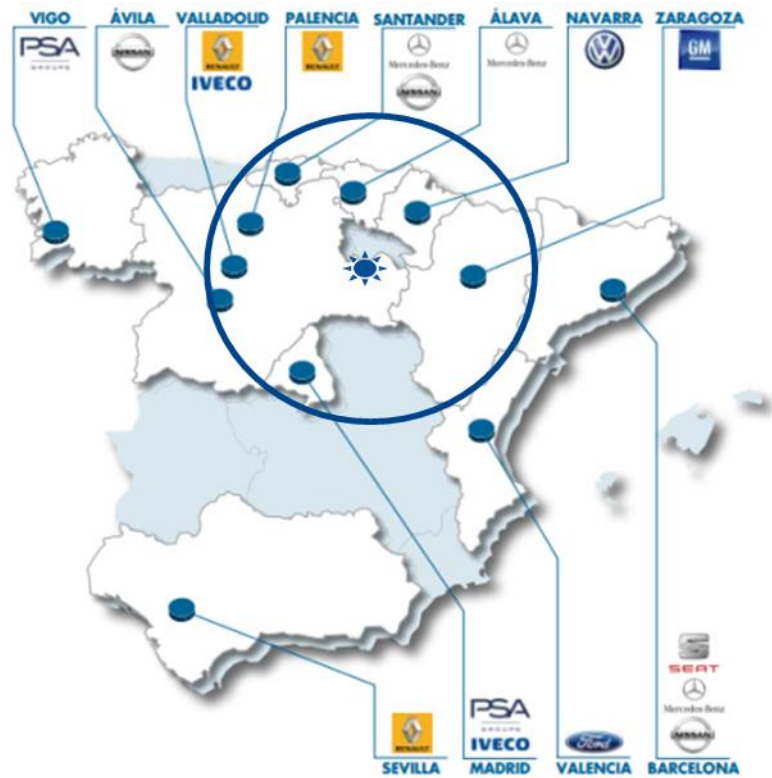 VIGO
PSA
GROUPE
ÁVILA
NISSAN
VALLADOLID
RENAULT
IVECO
PALENCIA
RENAULT
SANTANDER
Mercedes-Benz
NISSAN
ÁLAVA
Mercedes-Benz
NAVARRA
ZARAGOZA
GM
RENAULT
SEVILLA
PSA
GROUPE
IVECO
MADRID
Ford
VALENCIA
SEAT
Mercedes-Benz
NISSAN
BARCELONA